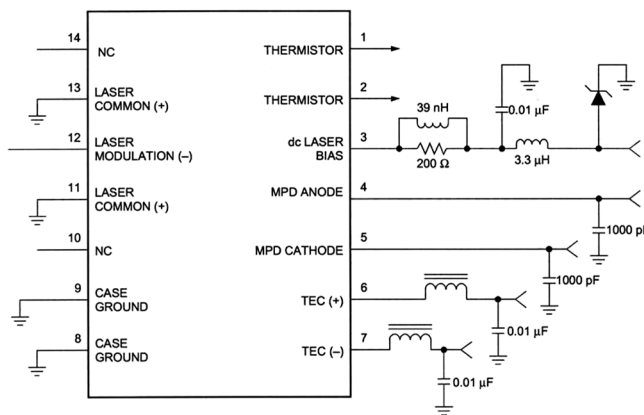 14
NC
13
LASER
COMMON (+)
12
LASER
MODULATION (–)
11
LASER
COMMON (+)
10
NC
9
CASE
GROUND
8
CASE
GROUND
THERMISTOR
1
THERMISTOR
2
dc LASER
BIAS
3
MPD ANODE
4
MPD CATHODE
5
TEC (+)
6
TEC (–)
7
39 nH
200 Ω
0.01 μF
3.3 μH
1000 pF
1000 pF
0.01 μF
0.01 μF